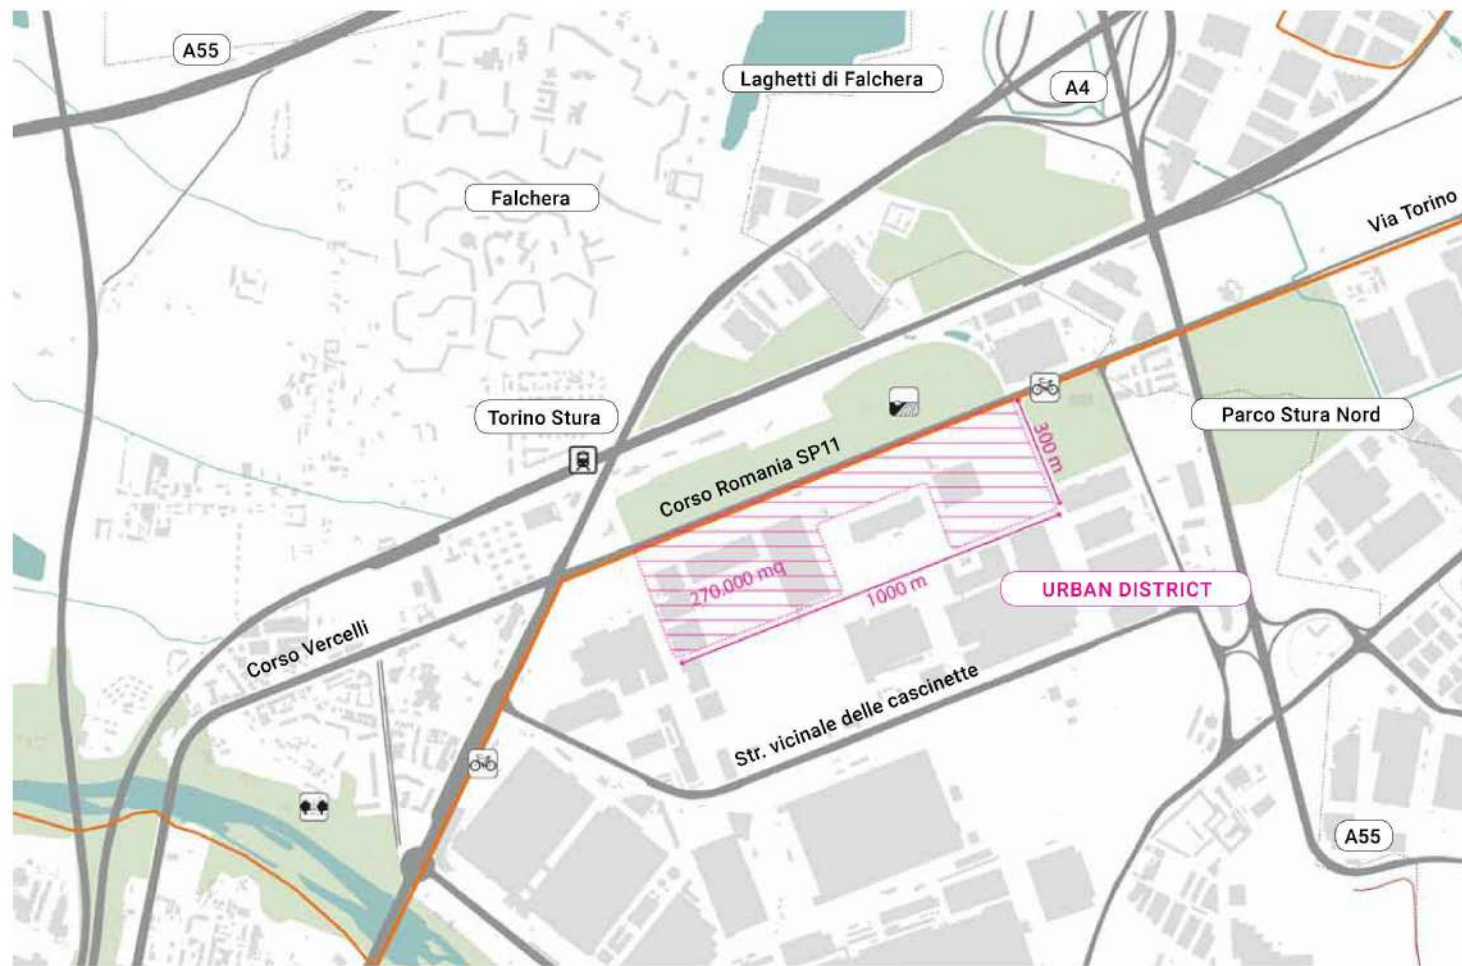 A55
Laghetti di Falchera
A4
Falchera
Via Torino
Torino Stura
Parco Stura Nord
300 m
Corso Romania SP11
270.000 mq
1000 m
URBAN DISTRICT
Corso Vercelli
Str. vicinale delle cascinette
A55